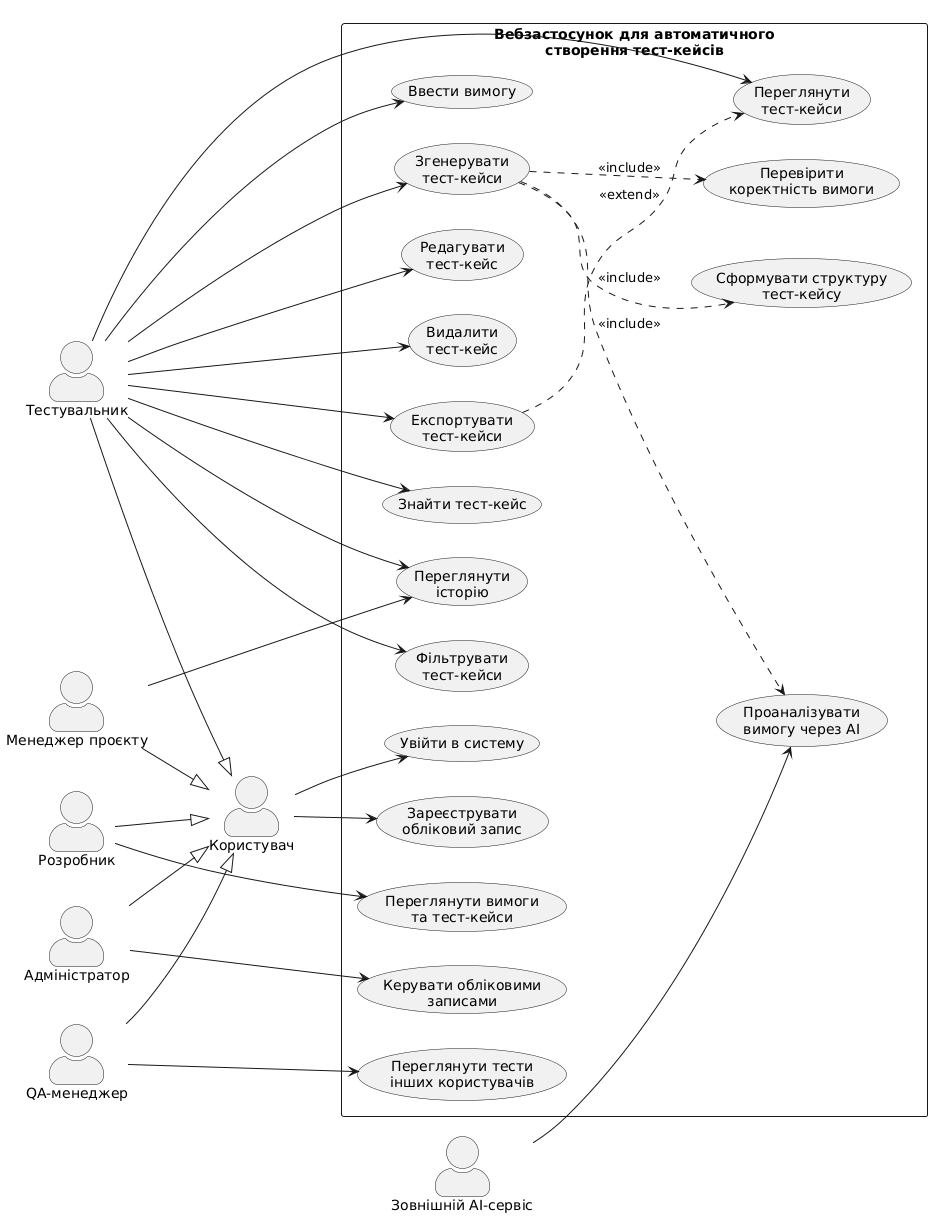 Вебзастосунок для автоматичного
створення тест-кейсів
Ввести вимогу
Переглянути
тест-кейси
Згенерувати
тест-кейси
«include»
Перевірити
коректність вимоги
«extend»
Редагувати
тест-кейс
«include»
Сформувати структуру
тест-кейсу
«include»
Видалити
тест-кейс
Тестувальник
Експортувати
тест-кейси
Знайти тест-кейс
Переглянути
історію
Фільтрувати
тест-кейси
Менеджер проєкту
Увійти в систему
Проаналізувати
вимогу через AI
Розробник
Користувач
Зареєструвати
обліковий запис
Переглянути вимоги
та тест-кейси
Адміністратор
Керувати обліковими
записами
QA-менеджер
Переглянути тести
інших користувачів
Зовнішній AI-сервіс